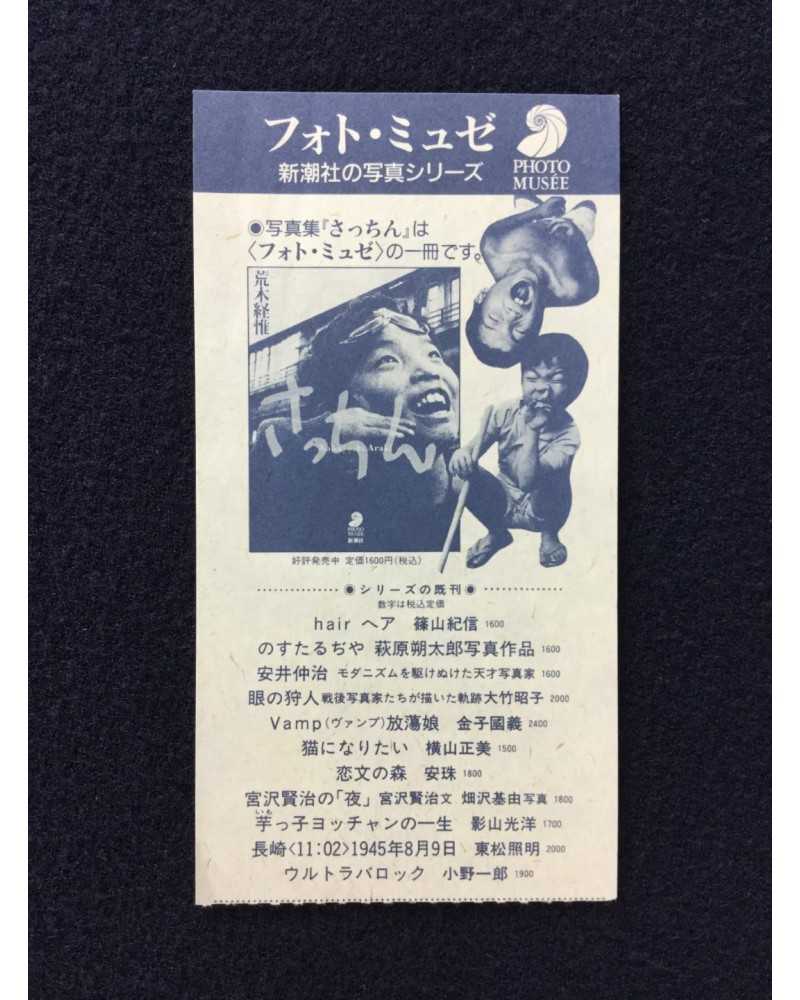 フォト・ミュゼ
新潮社の写真シリーズ
PHOTO
MUSÉE
●写真集『さっちん』は
〈フォト・ミュゼ〉の一冊です。
荒木経惟
さっちん
PHOTO
MUSÉE
新潮社
好評発売中 定価1600円(税込)
◉シリーズの既刊◉
数字は税込定価
hair ヘア 篠山紀信 1600
のすたるぢや 萩原朔太郎写真作品 1600
安井仲治 モダニズムを駆けぬけた天才写真家 1600
眼の狩人 戦後写真家たちが描いた軌跡 大竹昭子 2000
Vamp(ヴァンプ)放蕩娘 金子國義 2400
猫になりたい 横山正美 1500
恋文の森 安珠 1800
宮沢賢治の「夜」 宮沢賢治文 畑沢基由写真 1800
いも
芋っ子ヨッチャンの一生 影山光洋 1700
長崎〈11:02〉1945年8月9日 東松照明 2000
ウルトラバロック 小野一郎 1900